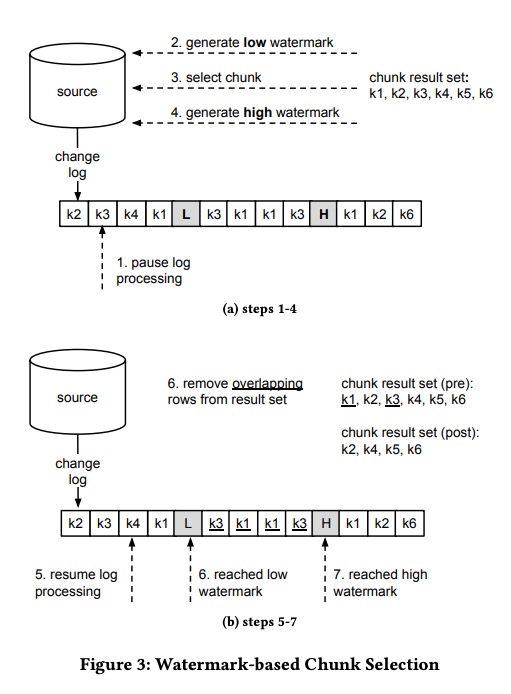 2. generate low watermark
3. select chunk
4. generate high watermark
source
chunk result set:
k1, k2, k3, k4, k5, k6
change
log
k2 k3 k4 k1 L k3 k1 k1 k3 H k1 k2 k6
1. pause log
processing
(a) steps 1-4
source
6. remove overlapping
rows from result set
chunk result set (pre):
k1, k2, k3, k4, k5, k6
chunk result set (post):
k2, k4, k5, k6
change
log
k2 k3 k4 k1 L k3 k1 k1 k3 H k1 k2 k6
5. resume log
processing
6. reached low
watermark
7. reached high
watermark
(b) steps 5-7
Figure 3: Watermark-based Chunk Selection